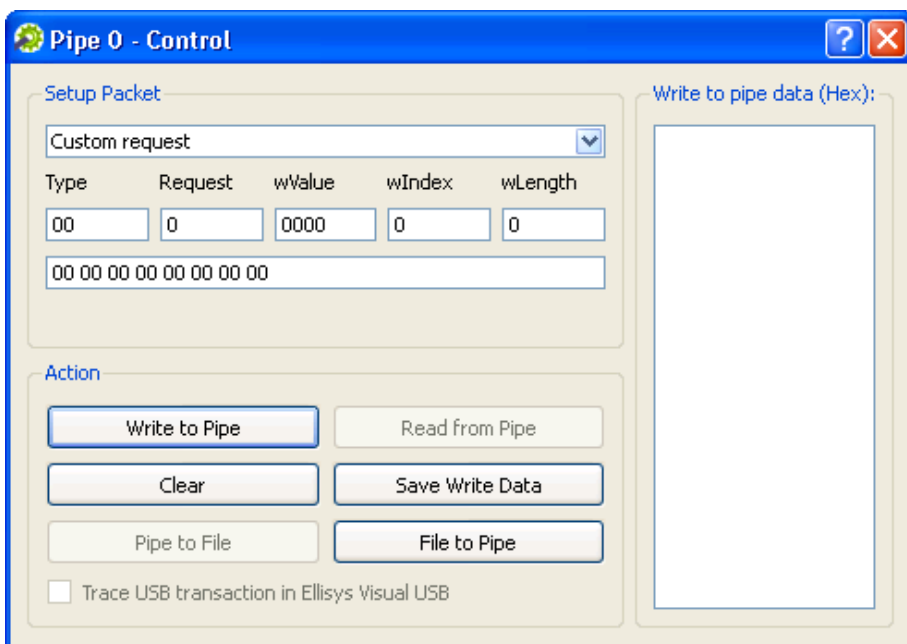 Pipe 0 - Control
Setup Packet
Custom request
Type Request wValue wIndex wLength
00 0 0000 0 0
00 00 00 00 00 00 00 00
Action
Write to Pipe Read from Pipe
Clear Save Write Data
Pipe to File File to Pipe
Trace USB transaction in Ellisys Visual USB
Write to pipe data (Hex):